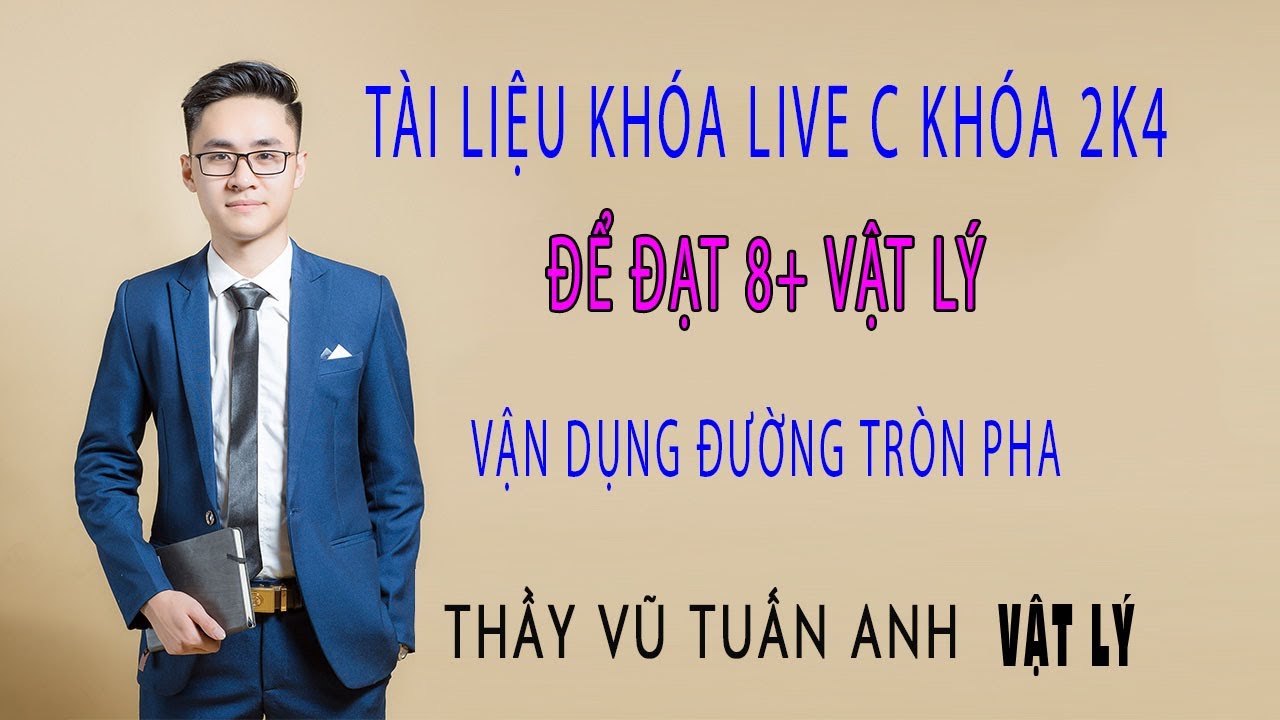 TÀI LIỆU KHÓA LIVE C KHÓA 2K4
ĐỂ ĐẠT 8+ VẬT LÝ
VẬN DỤNG ĐƯỜNG TRÒN PHA
THẦY VŨ TUẤN ANH VẬT LÝ